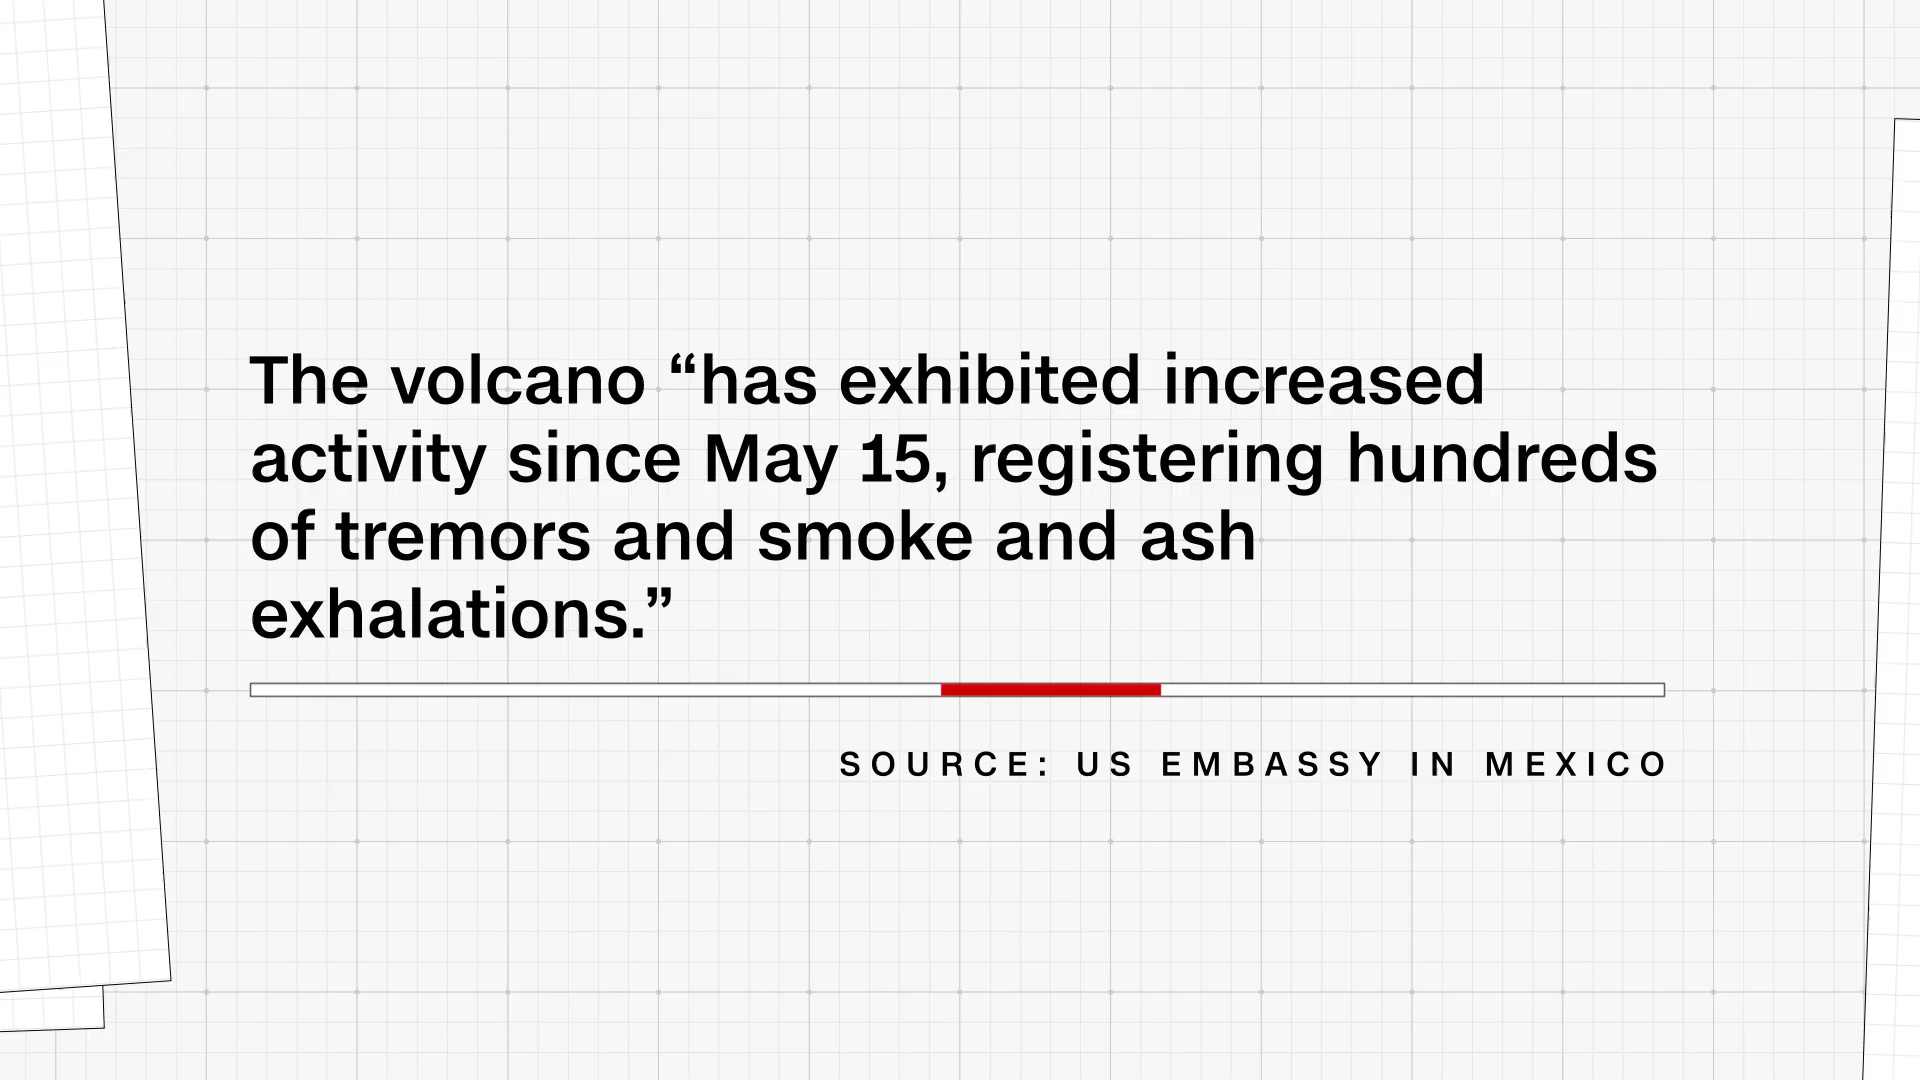 The volcano “has exhibited increased
activity since May 15, registering hundreds
of tremors and smoke and ash
exhalations.”
SOURCE: US EMBASSY IN MEXICO